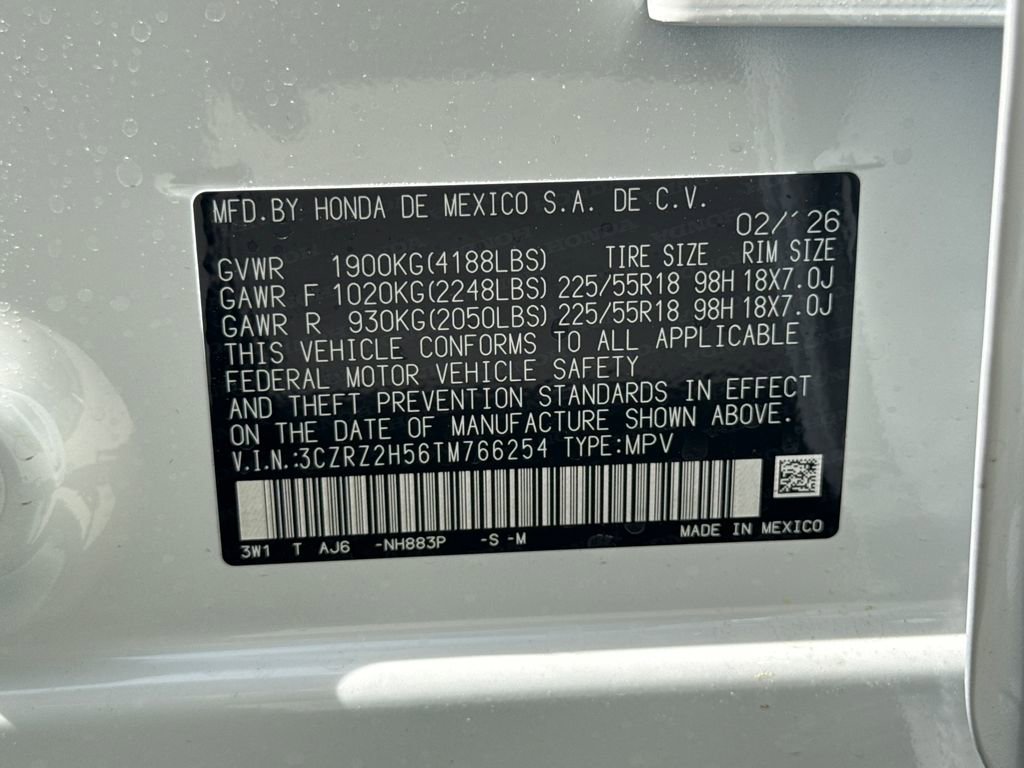 MFD.BY HONDA DE MEXICO S.A. DE C.V.
02/'26
GVWR 1900KG(4188LBS) TIRE SIZE RIM SIZE
GAWR F 1020KG(2248LBS) 225/55R18 98H 18X7.0J
GAWR R 930KG(2050LBS) 225/55R18 98H 18X7.0J
THIS VEHICLE CONFORMS TO ALL APPLICABLE
FEDERAL MOTOR VEHICLE SAFETY
AND THEFT PREVENTION STANDARDS IN EFFECT
ON THE DATE OF MANUFACTURE SHOWN ABOVE.
V.I.N.:3CZRZ2H56TM766254 TYPE:MPV
3W1 T AJ6 -NH883P -S -M MADE IN MEXICO